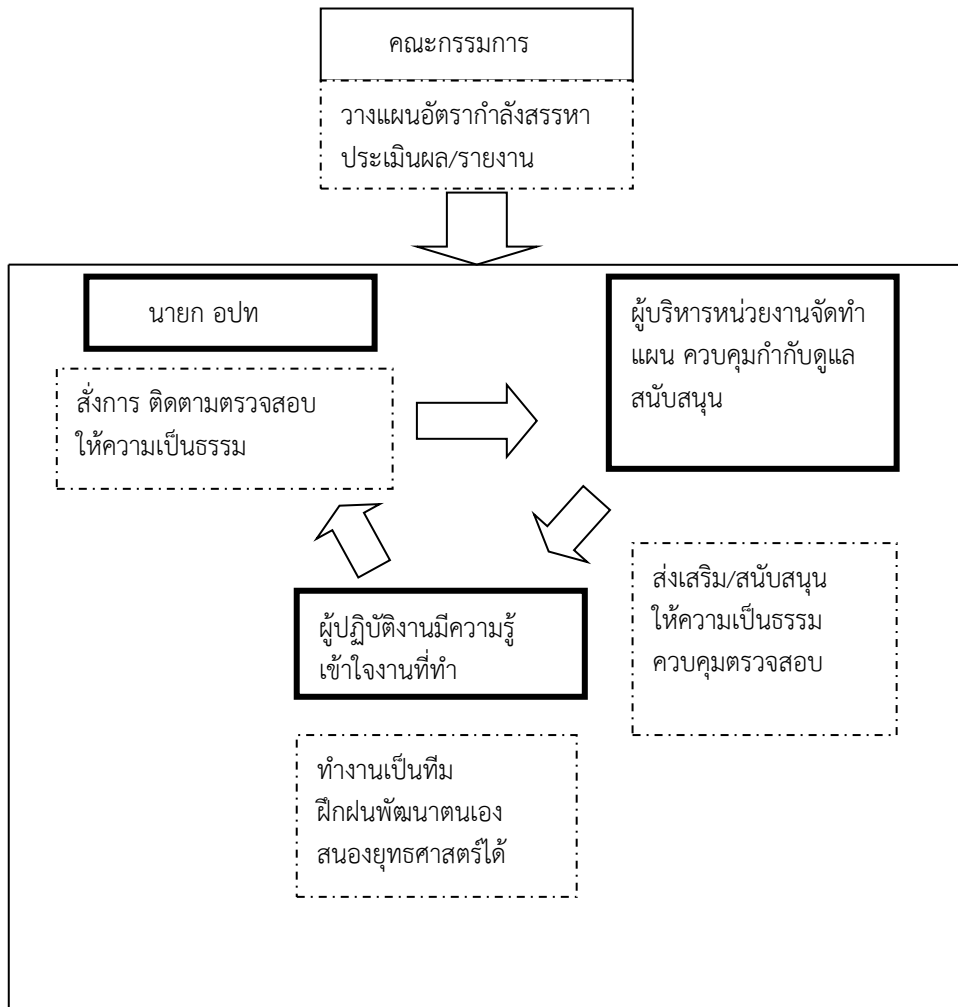 คณะกรรมการ
วางแผนอัตรากำลังสรรหา
ประเมินผล/รายงาน
นายก อปท
สั่งการ ติดตามตรวจสอบ
ให้ความเป็นธรรม
ผู้บริหารหน่วยงานจัดทำ
แผน ควบคุมกำกับดูแล
สนับสนุน
ส่งเสริม/สนับสนุน
ให้ความเป็นธรรม
ควบคุมตรวจสอบ
ผู้ปฏิบัติงานมีความรู้
เข้าใจงานที่ทำ
ทำงานเป็นทีม
ฝึกฝนพัฒนาตนเอง
สนองยุทธศาสตร์ได้